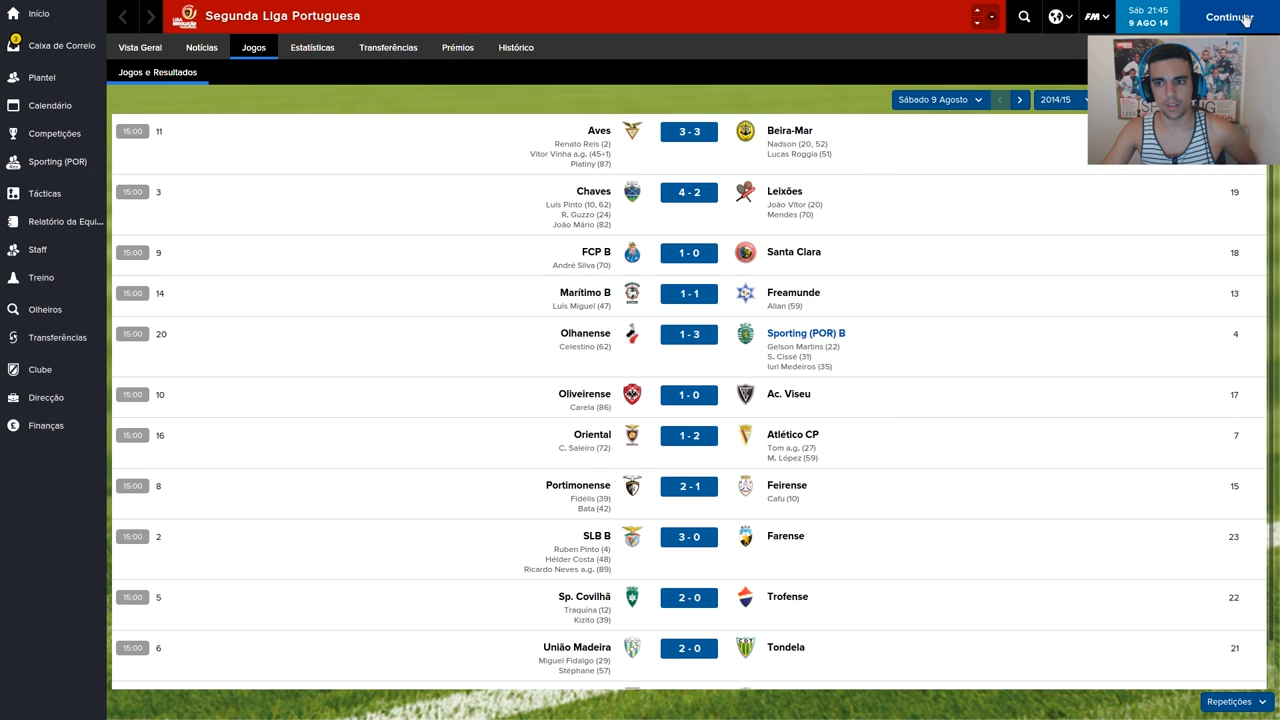 Início
Segunda Liga Portuguesa
FM
Sáb 21:45
9 AGO 14
Continuar
3
Caixa de Correio
Plantel
Calendário
Competições
Sporting (POR)
Tácticas
Relatório da Equi...
Staff
Treino
Olheiros
Transferências
Clube
Direcção
Finanças
Vista Geral
Notícias
Jogos
Estatísticas
Transferências
Prémios
Histórico
Jogos e Resultados
Sábado 9 Agosto
2014/15
15:00 11 Aves 3 - 3 Beira-Mar
Renato Reis (2) Nadson (20, 52)
Vítor Vinha a.g. (45+1) Lucas Roggia (51)
Platiny (87)
15:00 3 Chaves 4 - 2 Leixões 19
Luís Pinto (10, 62) João Vítor (20)
R. Guzzo (24) Mendes (70)
João Mário (82)
15:00 9 FCP B 1 - 0 Santa Clara 18
André Silva (70)
15:00 14 Marítimo B 1 - 1 Freamunde 13
Luís Miguel (47) Allan (59)
15:00 20 Olhanense 1 - 3 Sporting (POR) B 4
Celestino (62) Gelson Martins (22)
S. Cissé (31)
Iuri Medeiros (35)
15:00 10 Oliveirense 1 - 0 Ac. Viseu 17
Carela (86)
15:00 16 Oriental 1 - 2 Atlético CP 7
C. Saleiro (72) Tom a.g. (27)
M. López (59)
15:00 8 Portimonense 2 - 1 Feirense 15
Fidélis (39) Cafu (10)
Bata (42)
15:00 2 SLB B 3 - 0 Farense 23
Ruben Pinto (4)
Hélder Costa (48)
Ricardo Neves a.g. (89)
15:00 5 Sp. Covilhã 2 - 0 Trofense 22
Traquina (12)
Kizito (39)
15:00 6 União Madeira 2 - 0 Tondela 21
Miguel Fidalgo (29)
Stéphane (57)
Repetições